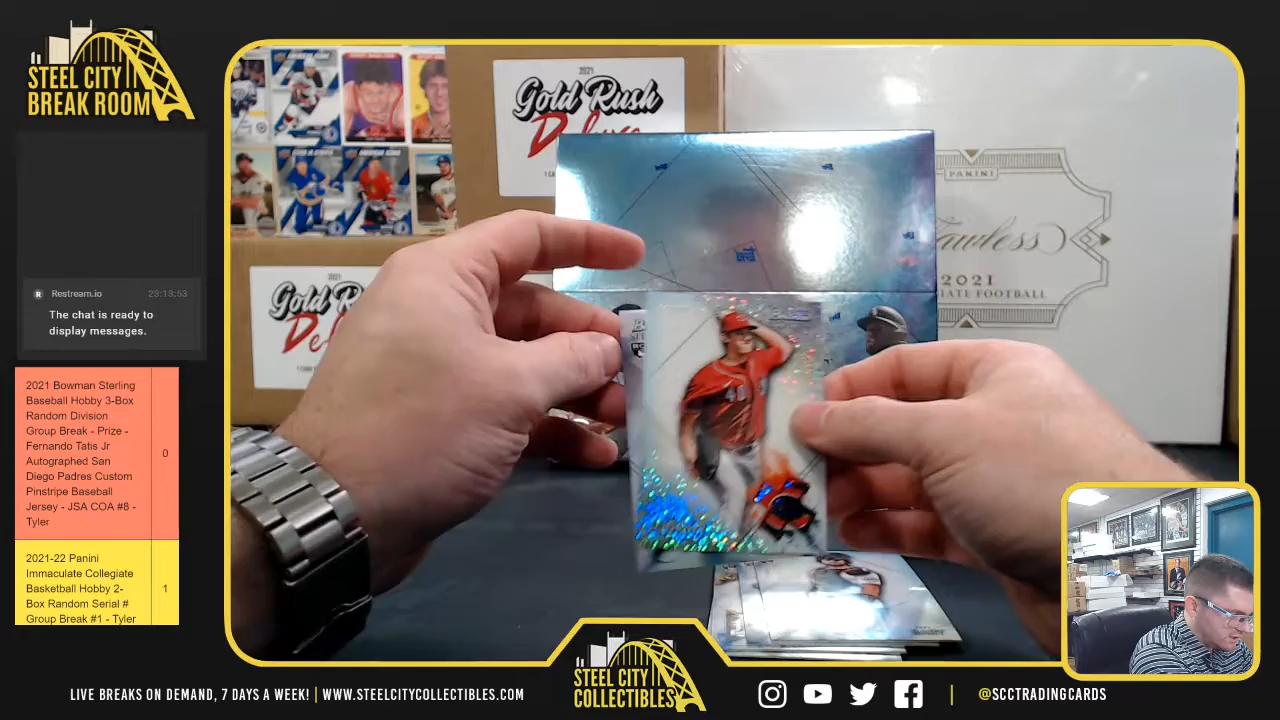 STEEL CITY
BREAK ROOM
Restream.io 23:13:53
The chat is ready to
display messages.
2021 Bowman Sterling
Baseball Hobby 3-Box
Random Division
Group Break - Prize -
Fernando Tatis Jr
Autographed San
Diego Padres Custom
Pinstripe Baseball
Jersey - JSA COA #8 -
Tyler
0
2021-22 Panini
Immaculate Collegiate
Basketball Hobby 2-
Box Random Serial #
Group Break #1 - Tyler
1
2021
Gold Rush
Deluxe
2021
Gold
PANINI
Flawless
2021
COLLEGIATE FOOTBALL
topps
LIVE BREAKS ON DEMAND, 7 DAYS A WEEK! | WWW.STEELCITYCOLLECTIBLES.COM
STEEL CITY
COLLECTIBLES
| @SCCTRADINGCARDS